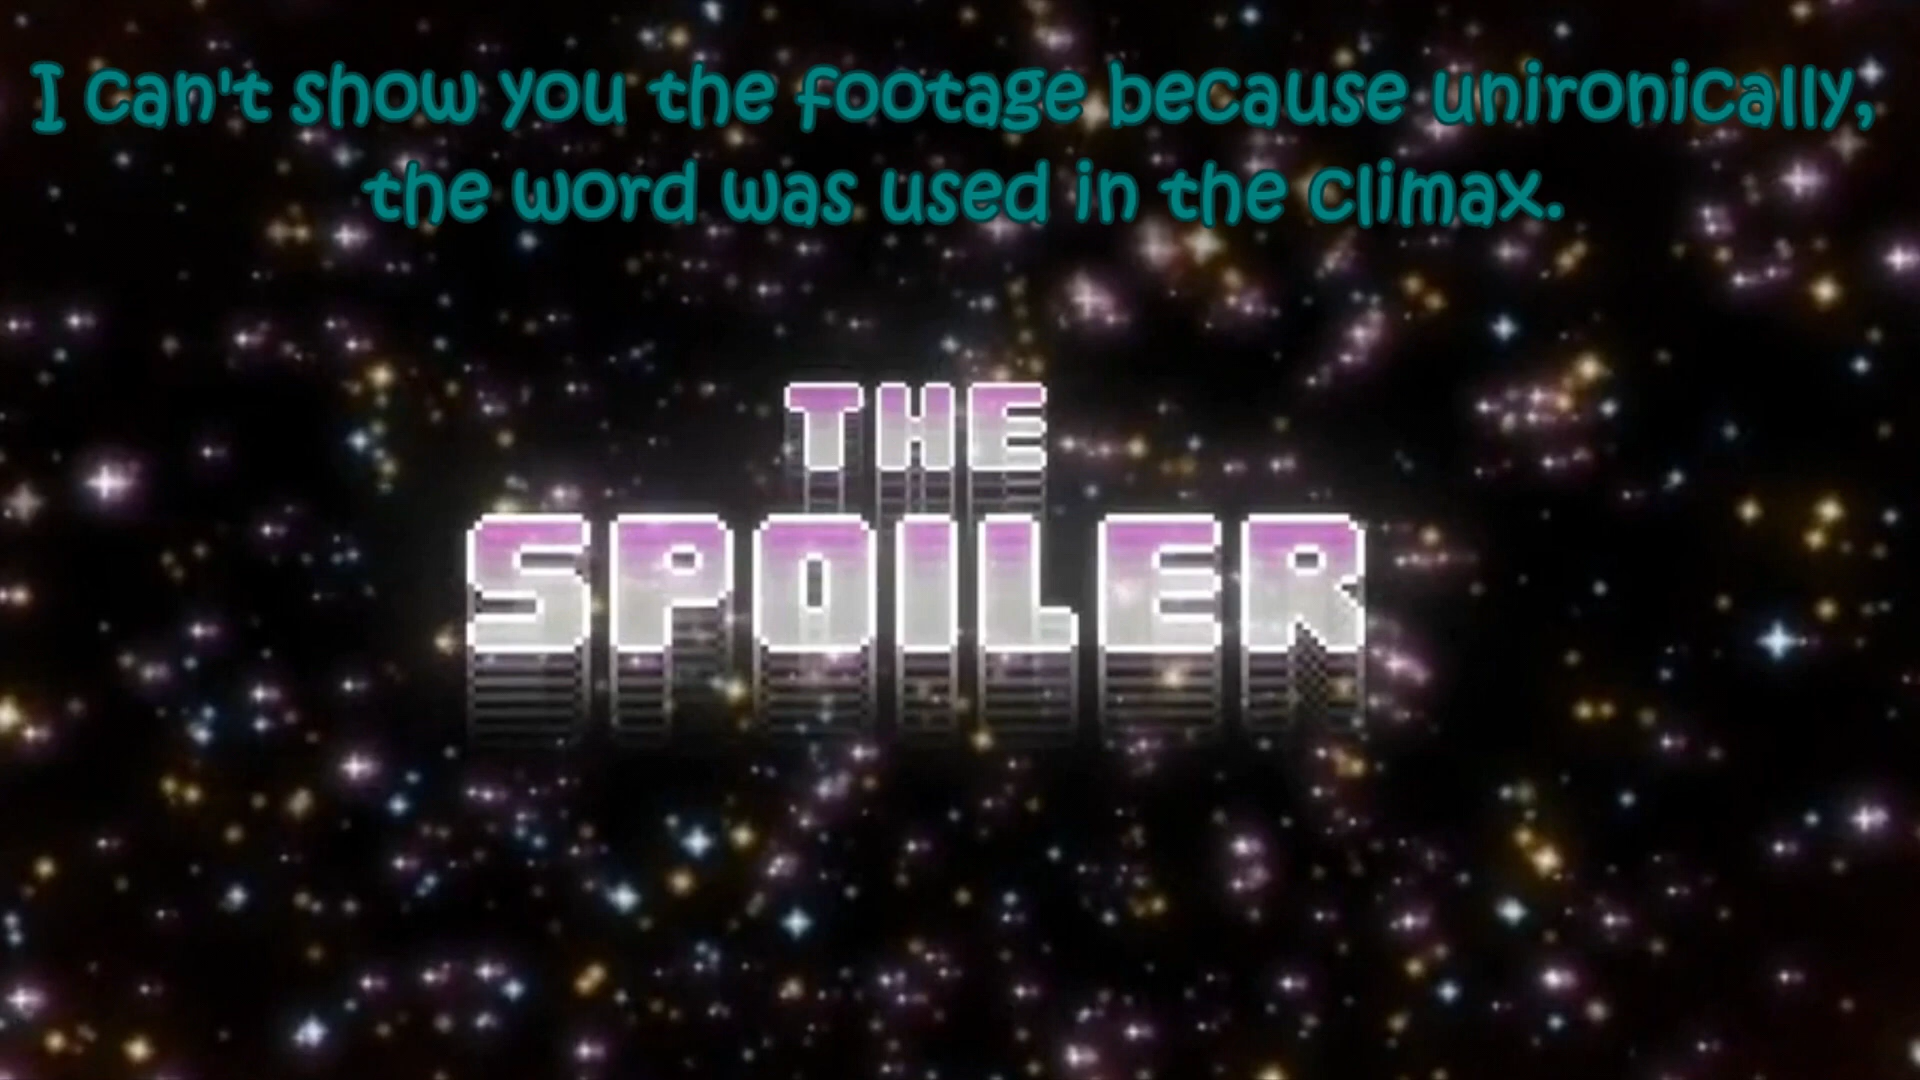 I can't show you the footage because unironically,
the word was used in the climax.
THE
SPOILER